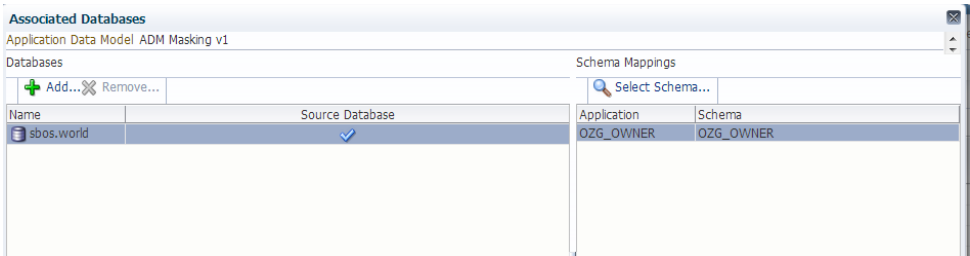 Associated Databases
Application Data Model ADM Masking v1
Databases
Add... Remove...
Name Source Database
sbos.world
Schema Mappings
Select Schema...
Application Schema
OZG_OWNER OZG_OWNER